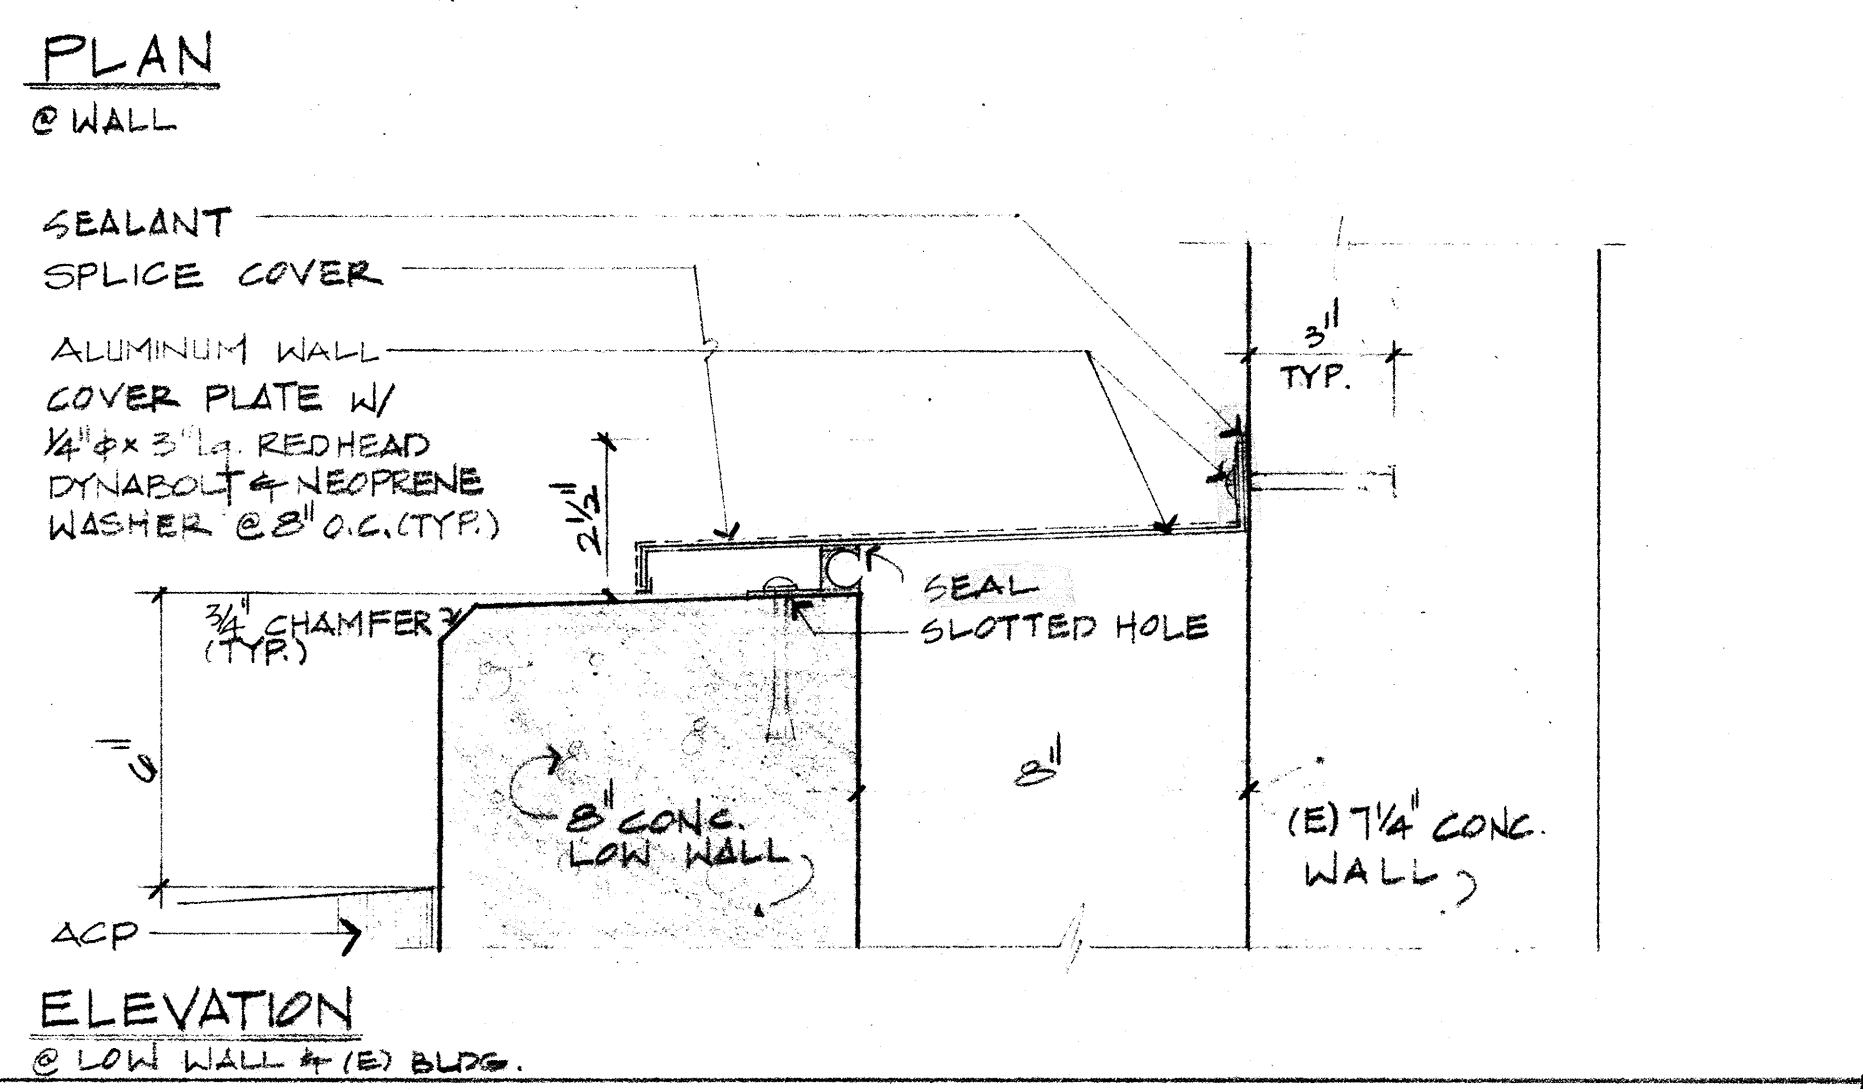 PLAN
@ WALL
SEALANT
SPLICE COVER
ALUMINUM WALL
COVER PLATE W/
1/4" φ x 3" lg. REDHEAD
DYNABOLT & NEOPRENE
WASHER @ 8" O.C. (TYP.)
3"
TYP.
2 1/2"
3/4" CHAMFER
(TYP.)
SEAL
SLOTTED HOLE
6"
8"
8" CONC.
LOW WALL
(E) 7 1/4" CONC.
WALL
ACP
ELEVATION
@ LOW WALL & (E) BLDG.